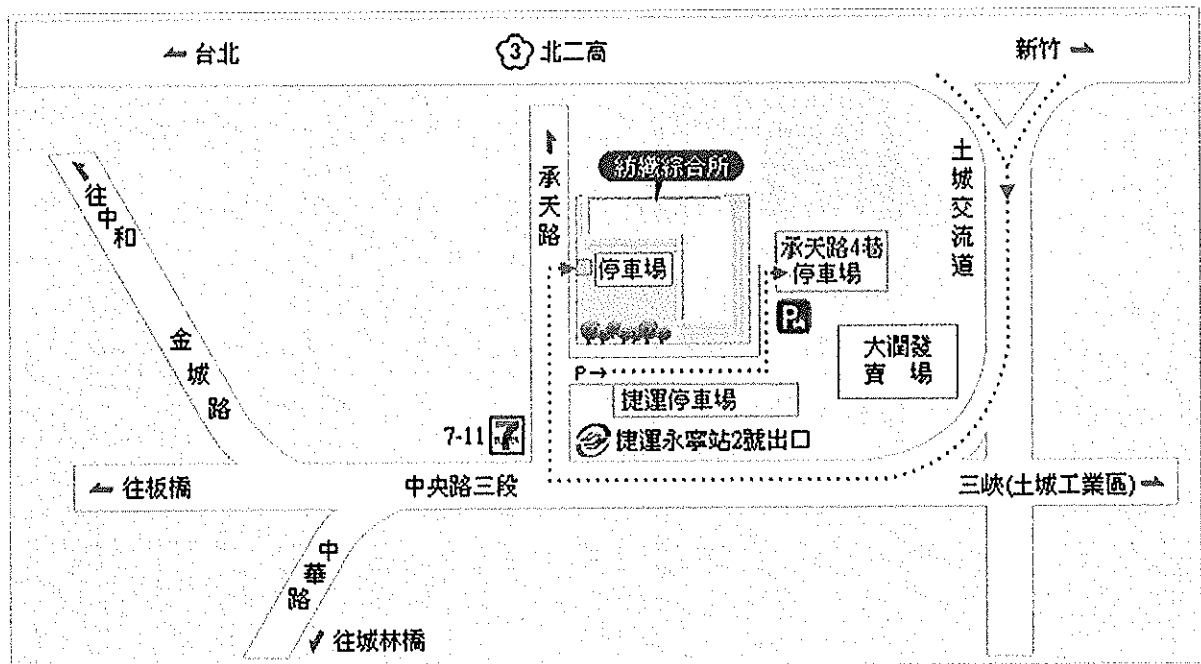 台北
3 北二高
新竹
承天路
紡織綜合所
土城交流道
往中和
停車場
承天路4巷
停車場
P
大潤發
賣 場
金城路
P→
捷運停車場
7-11
7
捷運永寧站2號出口
往板橋
中央路三段
三峽(土城工業區)
中華路
往城林橋